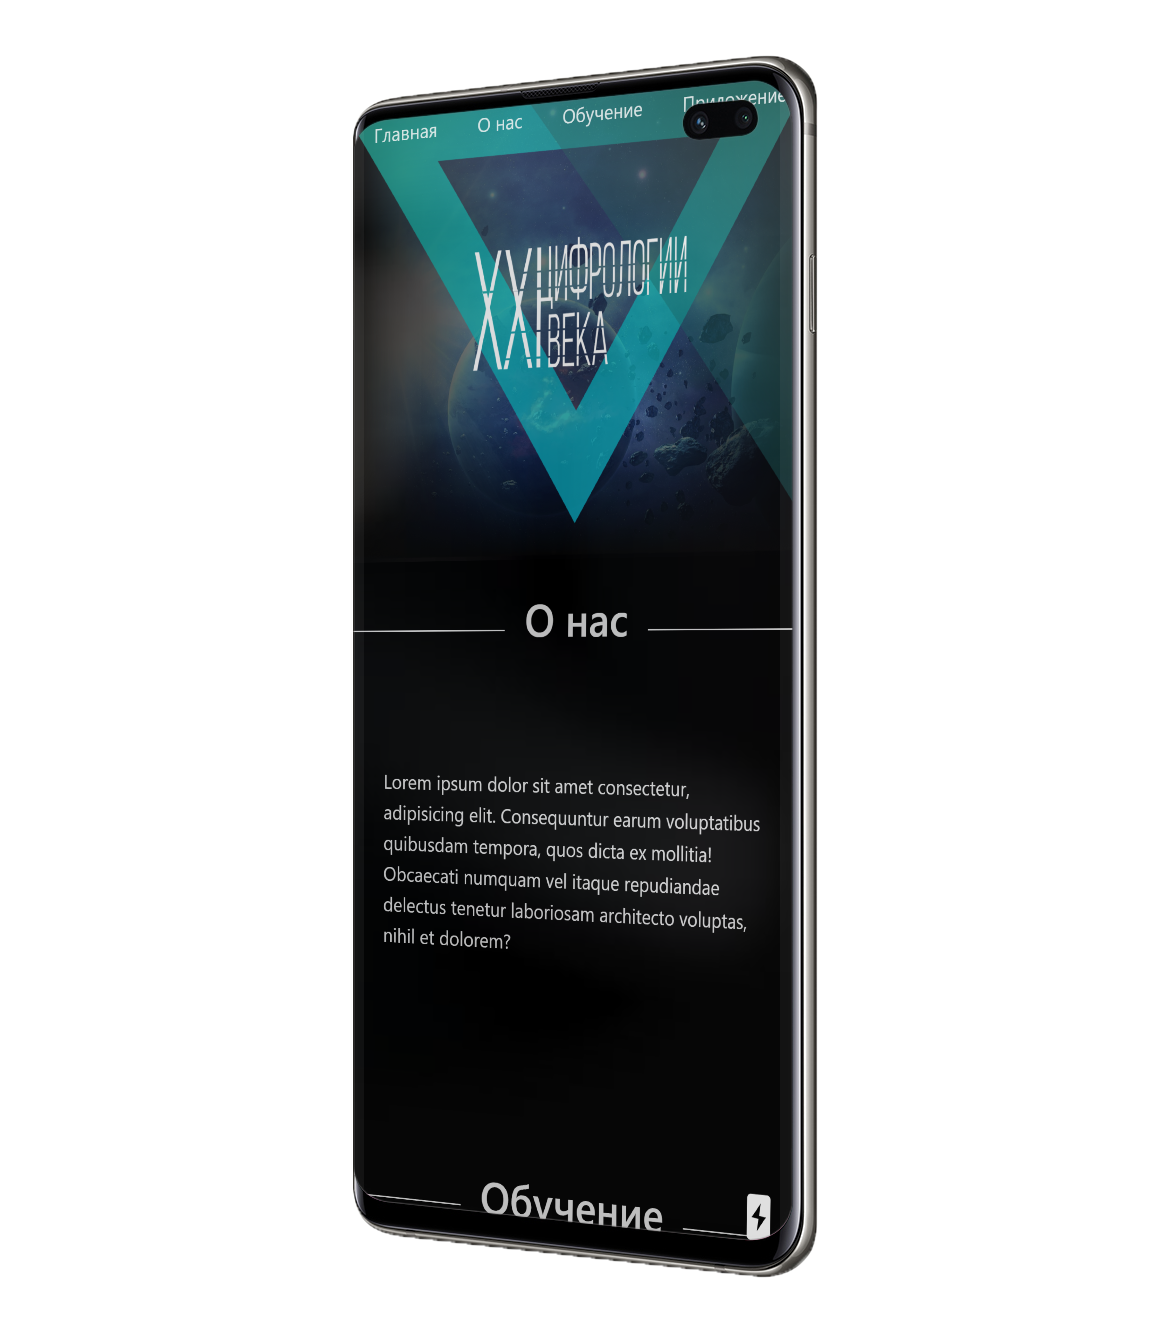 Главная О нас Обучение Приложение
XXI ЦИФРОЛОГИИ
ВЕКА
О нас
Lorem ipsum dolor sit amet consectetur,
adipisicing elit. Consequuntur earum voluptatibus
quibusdam tempora, quos dicta ex mollitia!
Obcaecati numquam vel itaque repudiandae
delectus tenetur laboriosam architecto voluptas,
nihil et dolorem?
Обучение